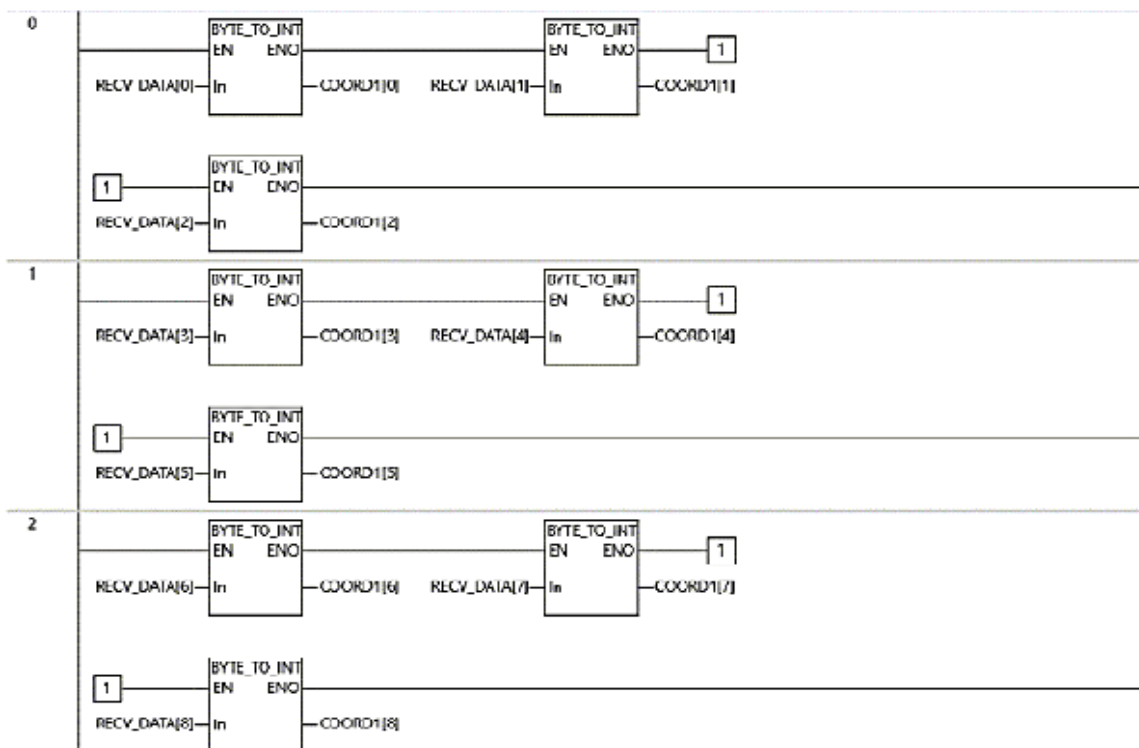 0
BYTE_TO_INT BYTE_TO_INT
EN ENO EN ENO 1
RECV_DATA[0] In COORD1[0] RECV_DATA[1] In COORD1[1]
BYTE_TO_INT
1 EN ENO
RECV_DATA[2] In COORD1[2]
1
BYTE_TO_INT BYTE_TO_INT
EN ENO EN ENO 1
RECV_DATA[3] In COORD1[3] RECV_DATA[4] In COORD1[4]
BYTE_TO_INT
1 EN ENO
RECV_DATA[5] In COORD1[5]
2
BYTE_TO_INT BYTE_TO_INT
EN ENO EN ENO 1
RECV_DATA[6] In COORD1[6] RECV_DATA[7] In COORD1[7]
BYTE_TO_INT
1 EN ENO
RECV_DATA[8] In COORD1[8]